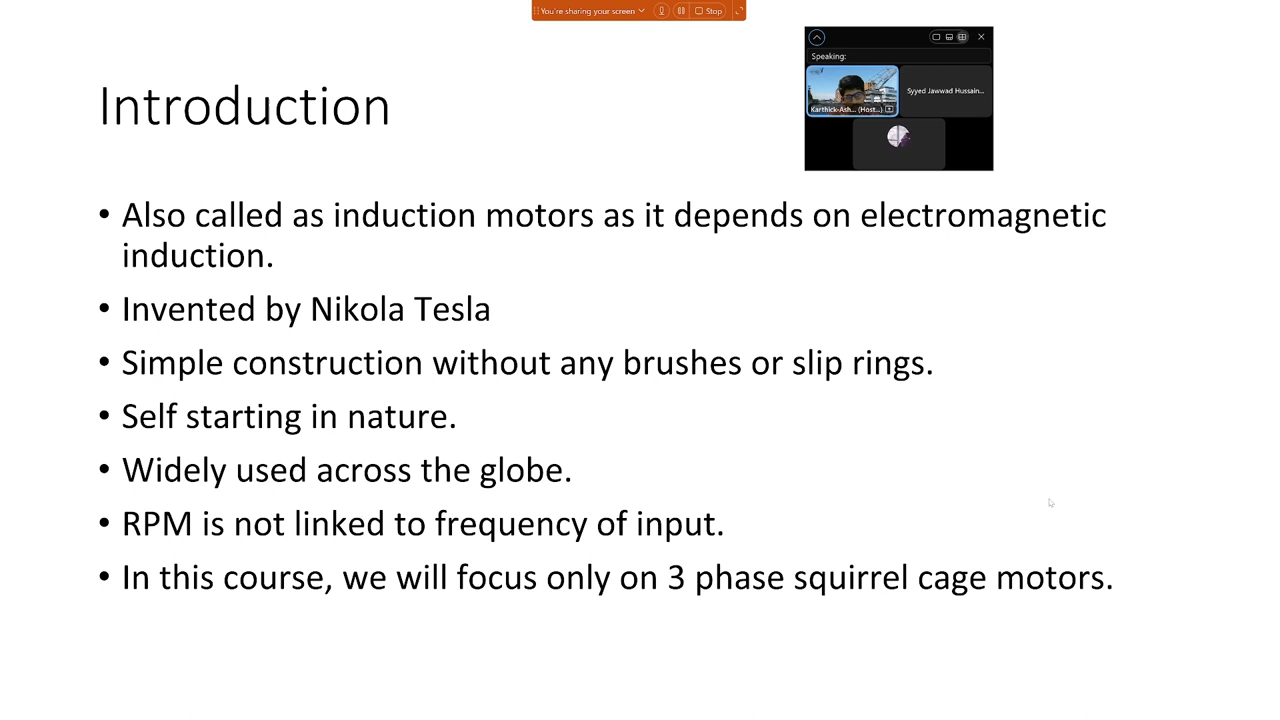 You're sharing your screen
Stop
Speaking:
Karthick-Ash... (Host...)
Syyed Jawwad Hussain...
Introduction
• Also called as induction motors as it depends on electromagnetic
induction.
• Invented by Nikola Tesla
• Simple construction without any brushes or slip rings.
• Self starting in nature.
• Widely used across the globe.
• RPM is not linked to frequency of input.
• In this course, we will focus only on 3 phase squirrel cage motors.